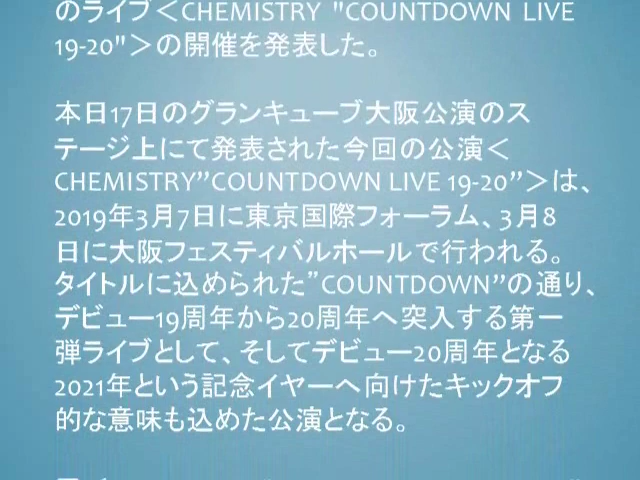 のライブ＜CHEMISTRY "COUNTDOWN LIVE
19-20"＞の開催を発表した。
本日17日のグランキューブ大阪公演のス
テージ上にて発表された今回の公演＜
CHEMISTRY”COUNTDOWN LIVE 19-20”＞は、
2019年3月7日に東京国際フォーラム、3月8
日に大阪フェスティバルホールで行われる。
タイトルに込められた”COUNTDOWN”の通り、
デビュー19周年から20周年へ突入する第一
弾ライブとして、そしてデビュー20周年となる
2021年という記念イヤーへ向けたキックオフ
的な意味も込めた公演となる。